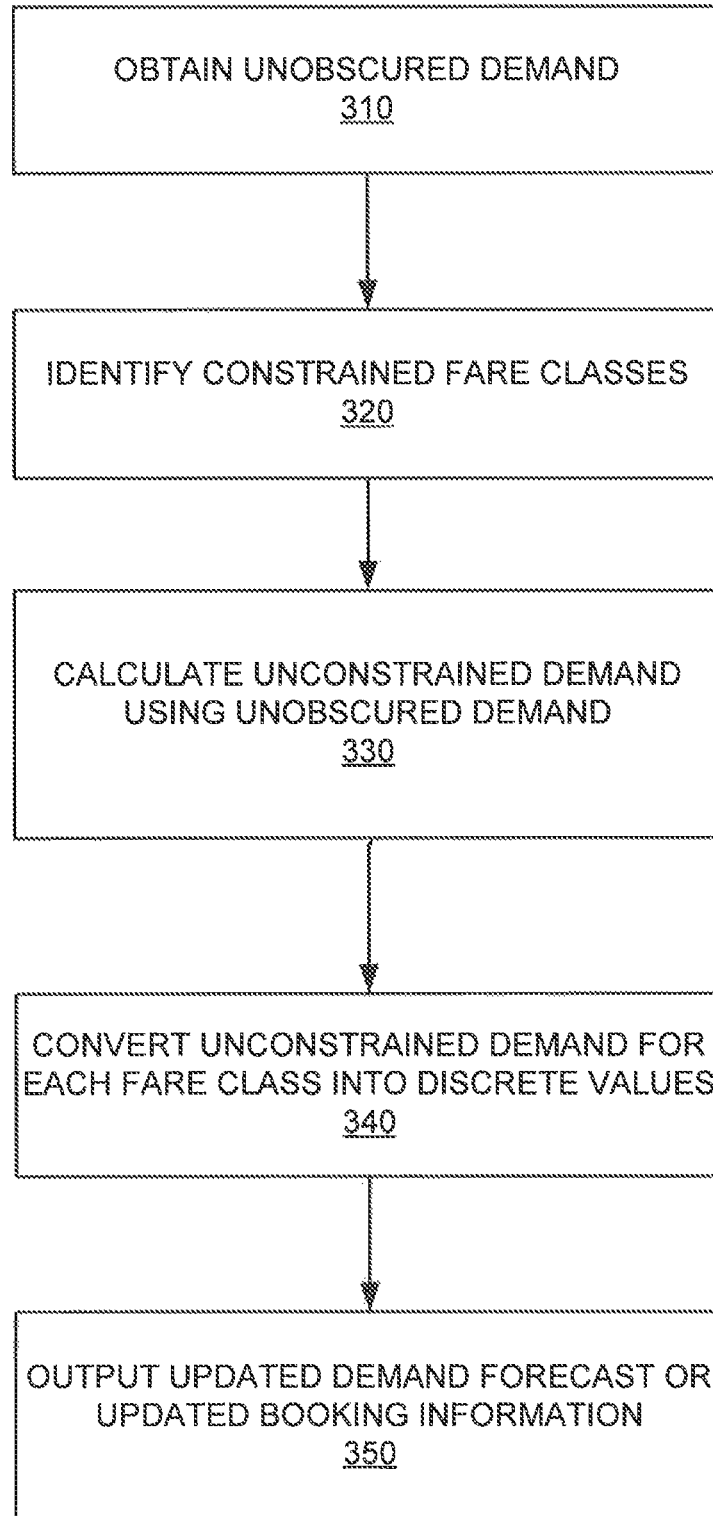 OBTAIN UNOBSCURED DEMAND
310
IDENTIFY CONSTRAINED FARE CLASSES
320
CALCULATE UNCONSTRAINED DEMAND
USING UNOBSCURED DEMAND
330
CONVERT UNCONSTRAINED DEMAND FOR
EACH FARE CLASS INTO DISCRETE VALUES
340
OUTPUT UPDATED DEMAND FORECAST OR
UPDATED BOOKING INFORMATION
350